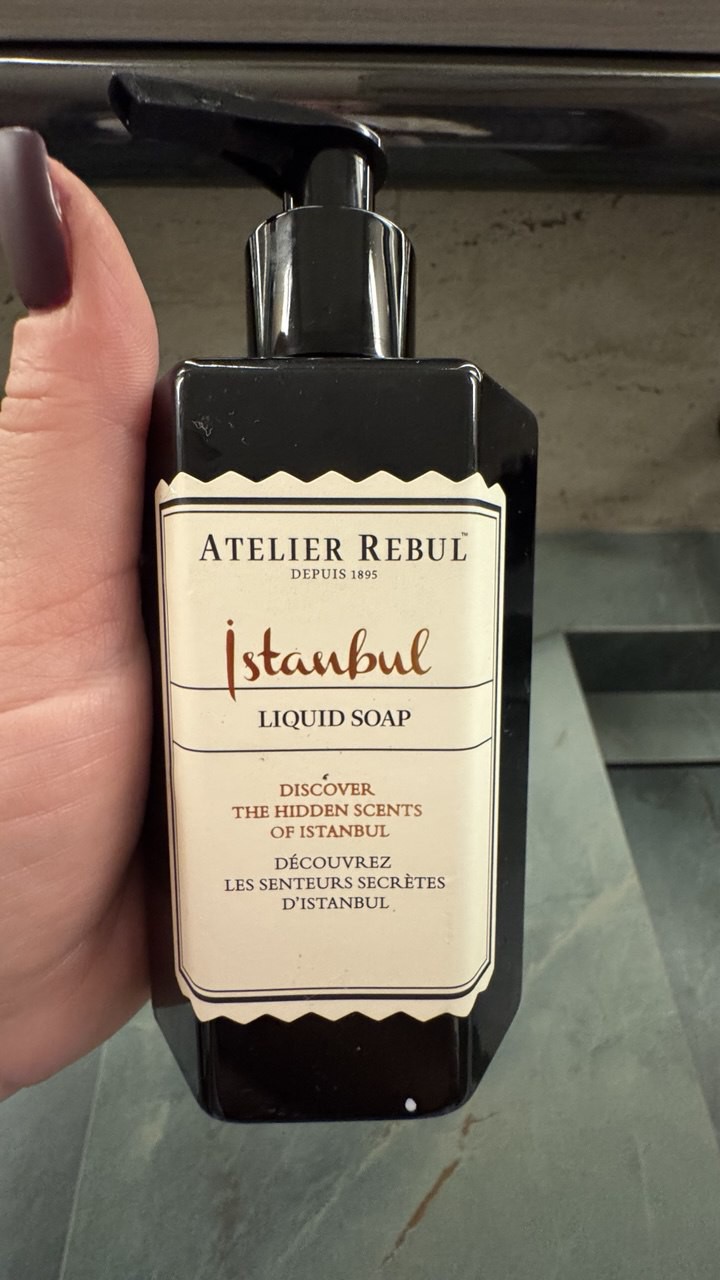 ATELIER REBUL™
DEPUIS 1895
İstanbul
LIQUID SOAP
DISCOVER
THE HIDDEN SCENTS
OF ISTANBUL
DÉCOUVREZ
LES SENTEURS SECRÈTES
D'ISTANBUL